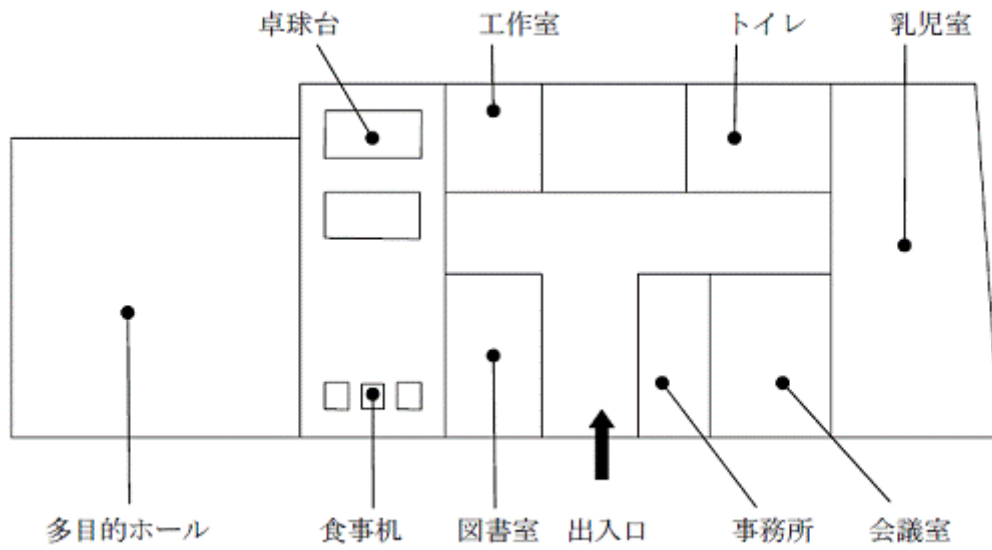 卓球台
工作室
トイレ
乳児室
多目的ホール
食事机
図書室
出入口
事務所
会議室